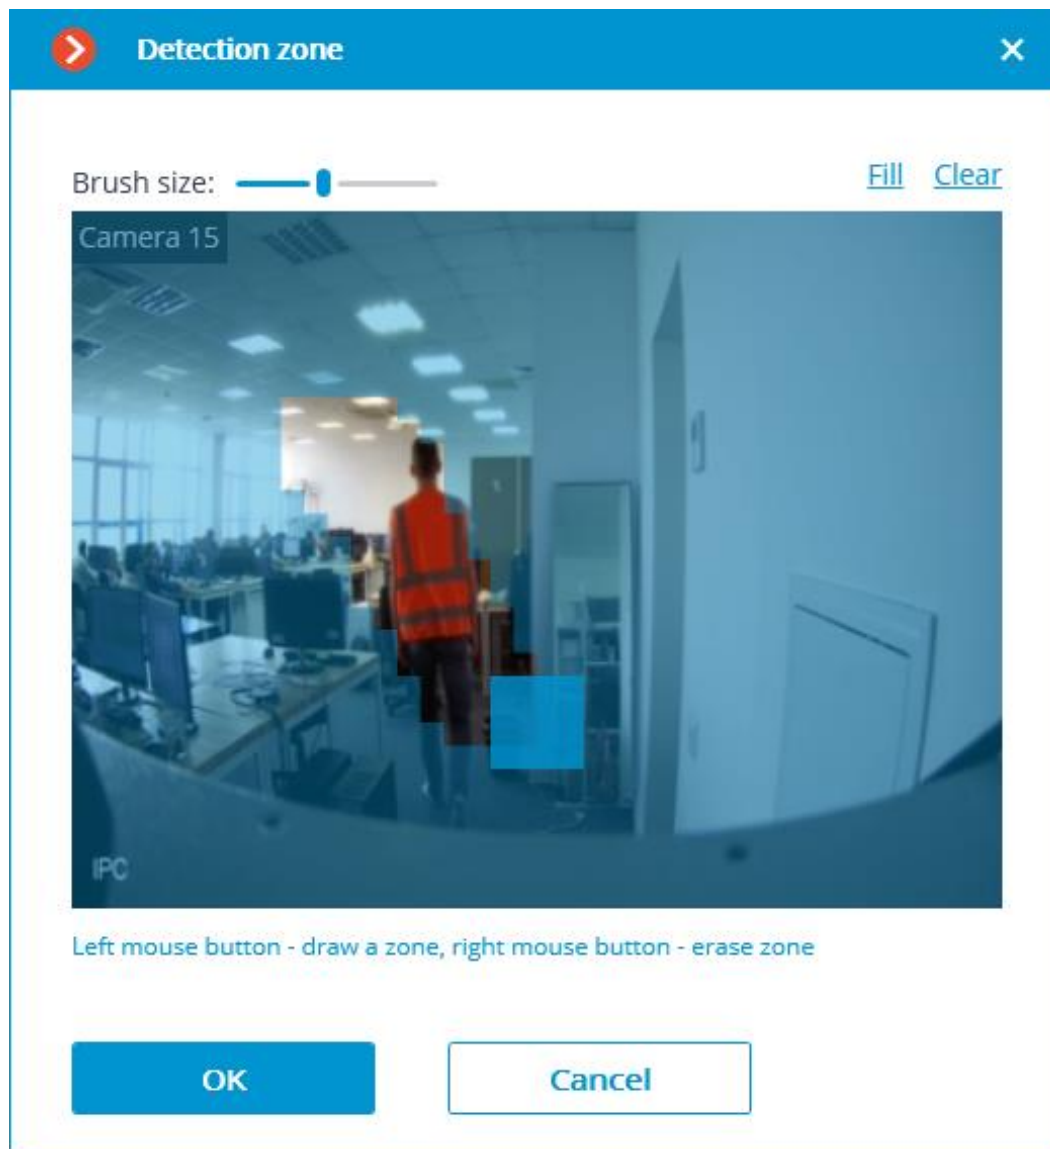 Detection zone
Brush size:
Fill Clear
Camera 15
IPC
Left mouse button - draw a zone, right mouse button - erase zone
OK
Cancel